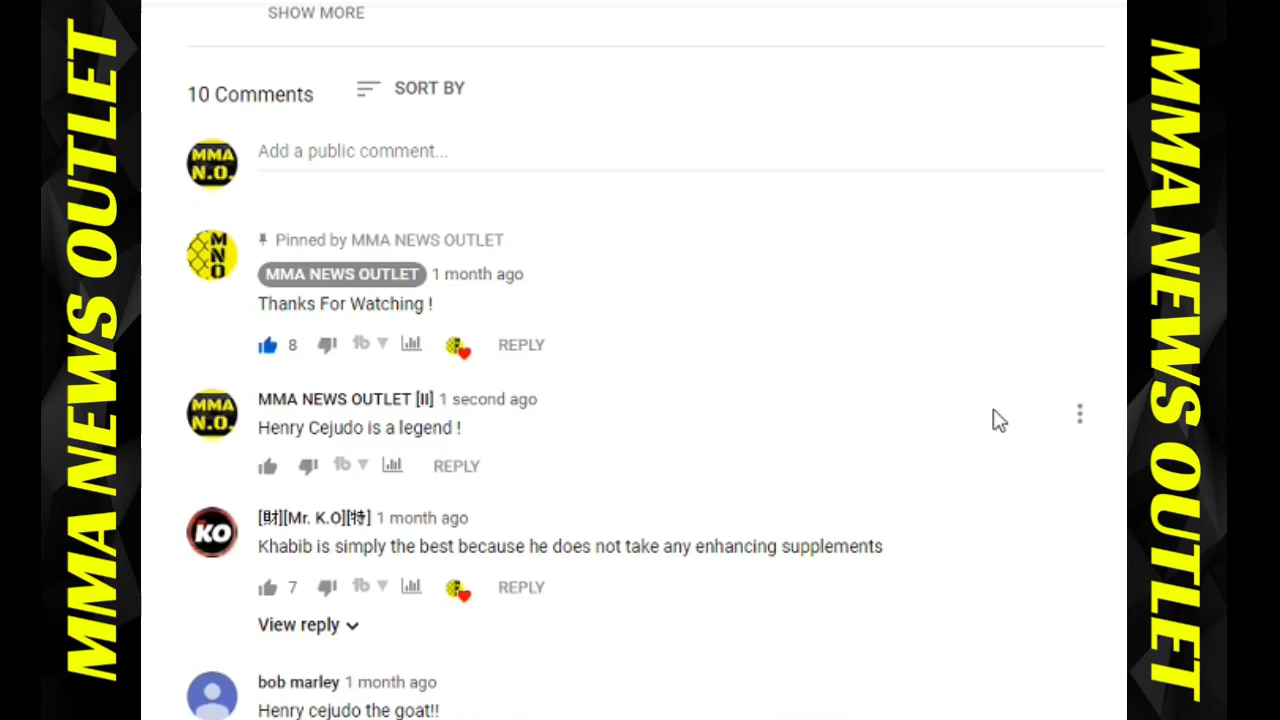 MMA NEWS OUTLET
SHOW MORE
10 Comments
SORT BY
MMA
N.O.
Add a public comment...
M
N
O
Pinned by MMA NEWS OUTLET
MMA NEWS OUTLET 1 month ago
Thanks For Watching !
8
REPLY
MMA
N.O.
MMA NEWS OUTLET [II] 1 second ago
Henry Cejudo is a legend !
REPLY
KO
[財][Mr. K.O][特] 1 month ago
Khabib is simply the best because he does not take any enhancing supplements
7
REPLY
View reply
bob marley 1 month ago
Henry cejudo the goat!!
MMA NEWS OUTLET